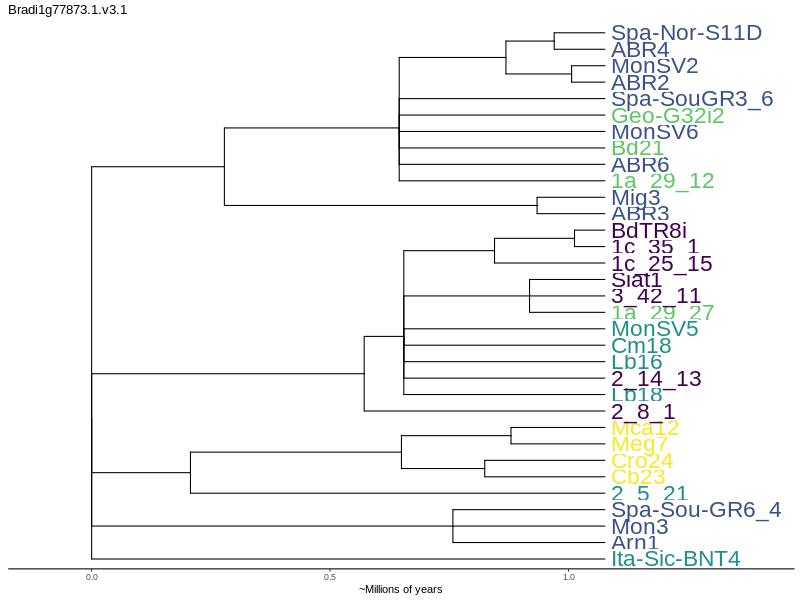 Bradi1g77873.1.v3.1
Spa-Nor-S11D
ABR4
MonSV2
ABR2
Spa-SouGR3_6
Geo-G32i2
MonSV6
Bd21
ABR6
1a_29_12
Mig3
ABR3
BdTR8i
1c_35_1
1c_25_15
Siat1
3_42_11
1a_29_27
MonSV5
Cm18
Lb16
2_14_13
Lb18
2_8_1
Mca12
Meg7
Cro24
Cb23
2_5_21
Spa-Sou-GR6_4
Mon3
Arn1
Ita-Sic-BNT4
0.0 0.5 1.0
~Millions of years